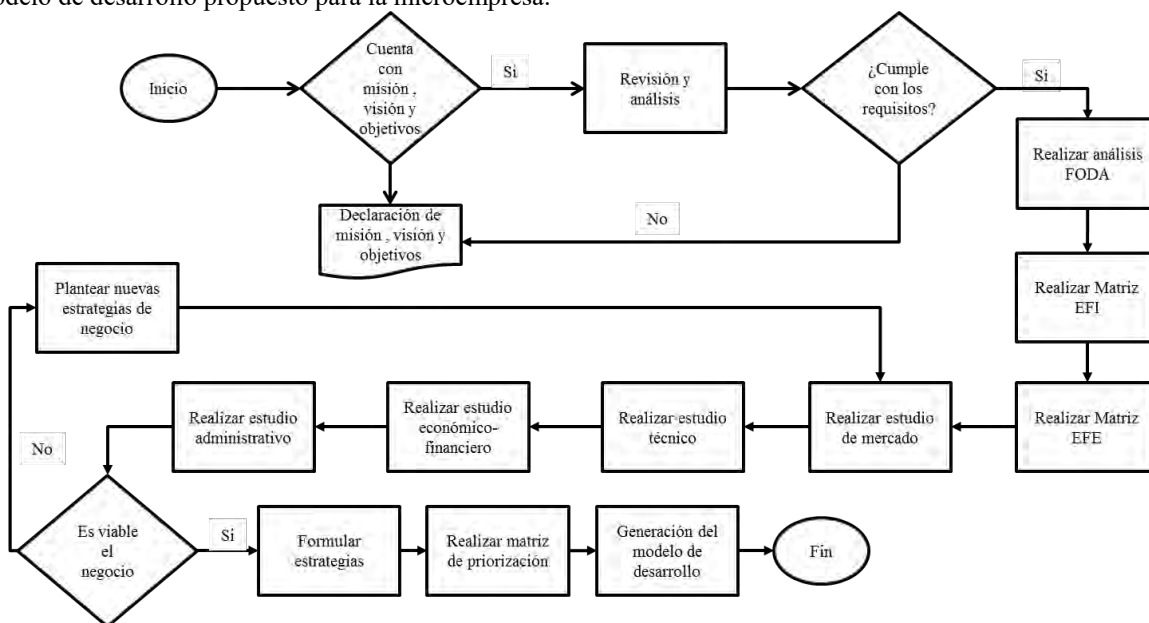 modelo de desarrollo propuesto para la microempresa.
Inicio
Cuenta
con
misión ,
visión y
objetivos
Si
Revisión y
análisis
¿Cumple
con los
requisitos?
Si
Realizar análisis
FODA
Declaración de
misión , visión y
objetivos
No
Plantear nuevas
estrategias de
negocio
Realizar Matriz
EFI
Realizar estudio
administrativo
Realizar estudio
económico-
financiero
Realizar estudio
técnico
Realizar estudio
de mercado
Realizar Matriz
EFE
No
Es viable
el
negocio
Si
Formular
estrategias
Realizar matriz
de priorización
Generación del
modelo de
desarrollo
Fin